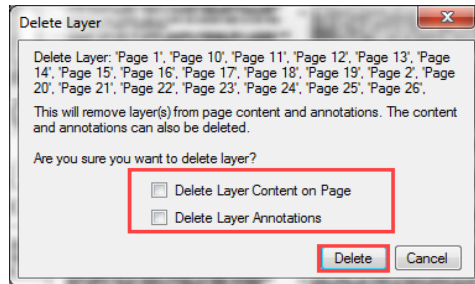 Delete Layer
Delete Layer: 'Page 1', 'Page 10', 'Page 11', 'Page 12', 'Page 13', 'Page
14', 'Page 15', 'Page 16', 'Page 17', 'Page 18', 'Page 19', 'Page 2', 'Page
20', 'Page 21', 'Page 22', 'Page 23', 'Page 24', 'Page 25', 'Page 26',
This will remove layer(s) from page content and annotations. The content
and annotations can also be deleted.
Are you sure you want to delete layer?
Delete Layer Content on Page
Delete Layer Annotations
Delete
Cancel